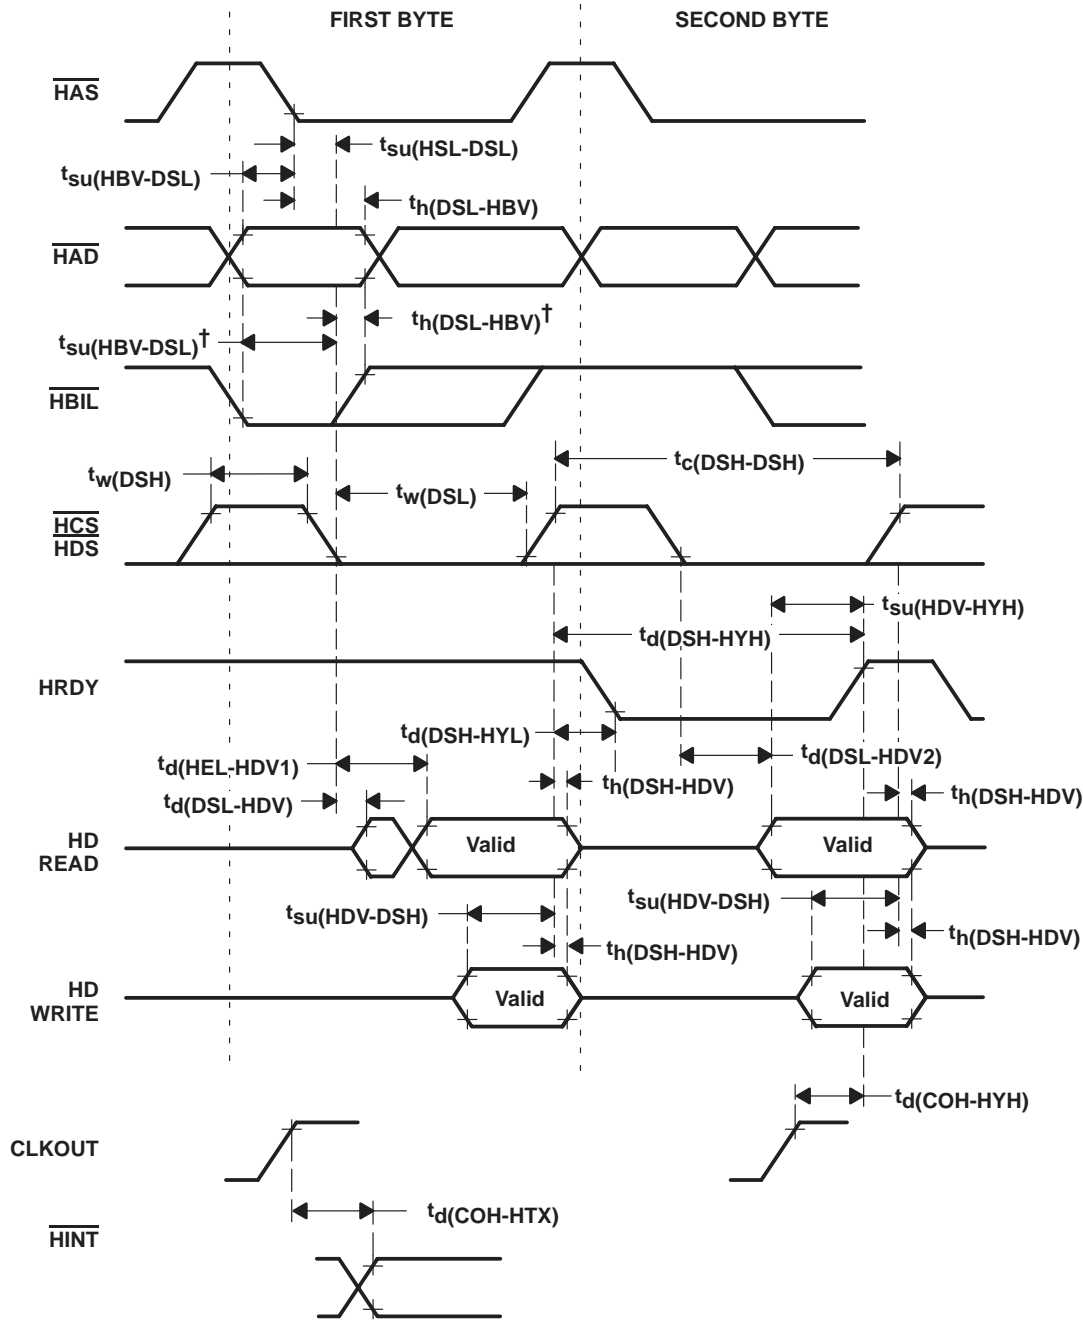 FIRST BYTE SECOND BYTE
HAS
tsu(HSL-DSL)
tsu(HBV-DSL)
th(DSL-HBV)
HAD
th(DSL-HBV)†
tsu(HBV-DSL)†
HBIL
tc(DSH-DSH)
tw(DSH)
tw(DSL)
HCS
HDS
tsu(HDV-HYH)
td(DSH-HYH)
HRDY
td(DSH-HYL)
td(DSL-HDV2)
td(HEL-HDV1)
th(DSH-HDV)
th(DSH-HDV)
td(DSL-HDV)
HD
READ
Valid Valid
tsu(HDV-DSH) tsu(HDV-DSH)
th(DSH-HDV) th(DSH-HDV)
HD
WRITE
Valid Valid
td(COH-HYH)
CLKOUT
td(COH-HTX)
HINT